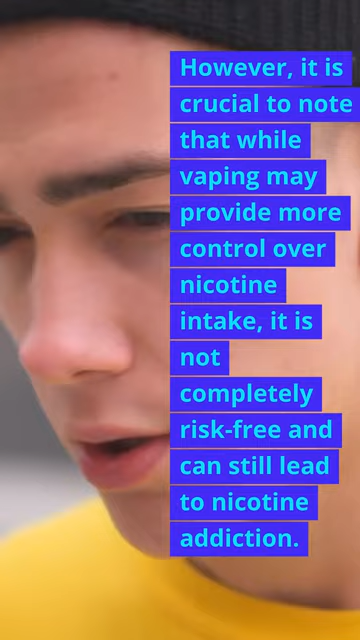 However, it is
crucial to note
that while
vaping may
provide more
control over
nicotine
intake, it is
not
completely
risk-free and
can still lead
to nicotine
addiction.